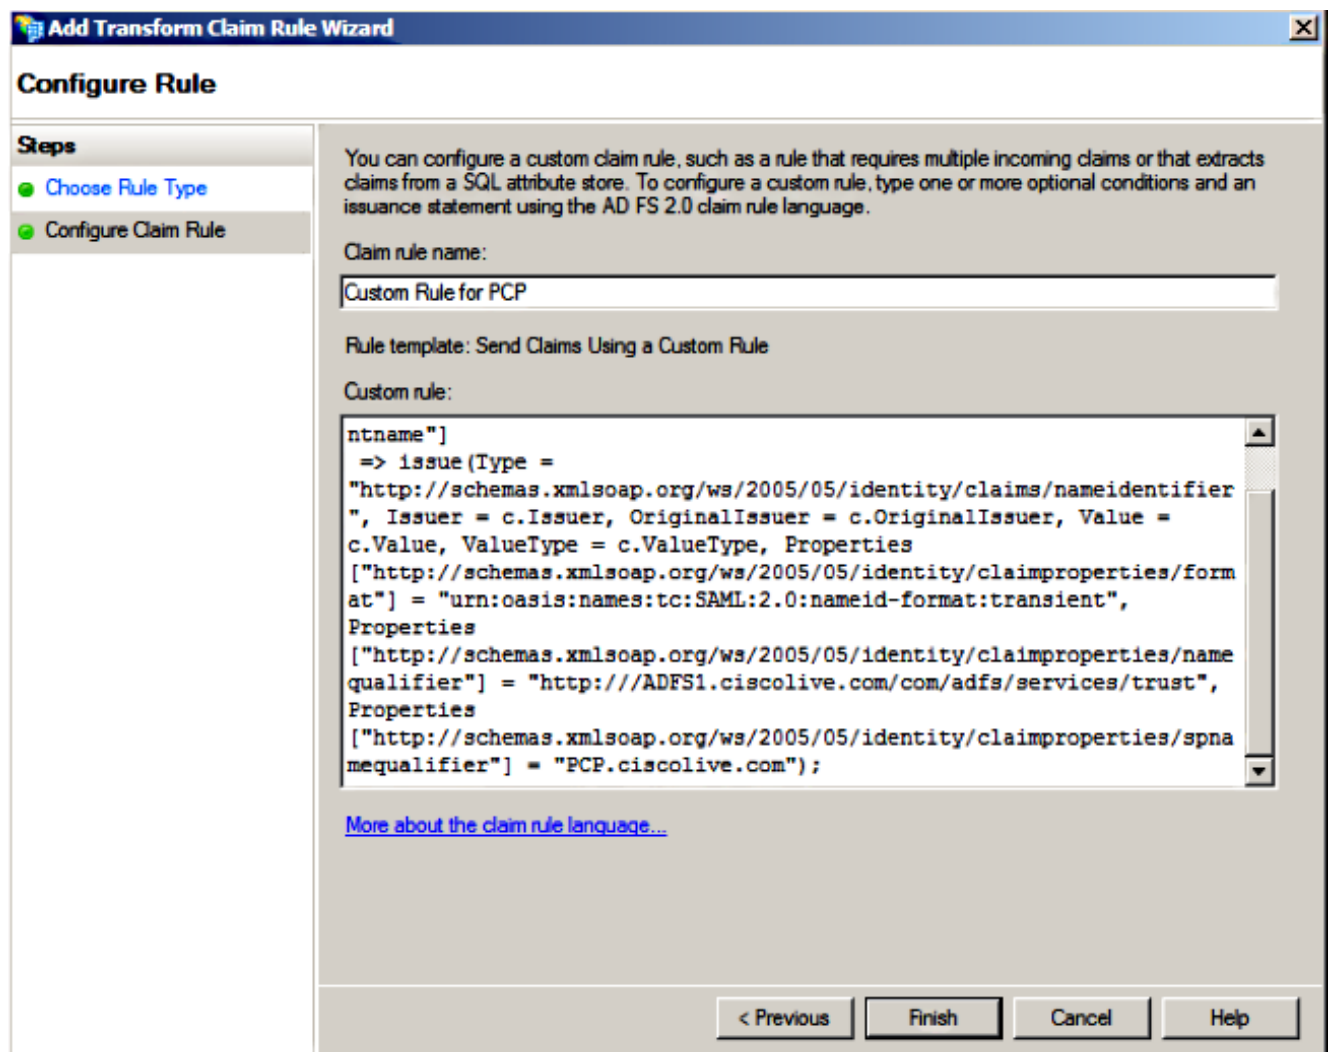 Add Transform Claim Rule Wizard
Configure Rule
Steps
Choose Rule Type
Configure Claim Rule
You can configure a custom claim rule, such as a rule that requires multiple incoming claims or that extracts
claims from a SQL attribute store. To configure a custom rule, type one or more optional conditions and an
issuance statement using the AD FS 2.0 claim rule language.
Claim rule name:
Custom Rule for PCP
Rule template: Send Claims Using a Custom Rule
Custom rule:
ntname"]
=> issue(Type =
"http://schemas.xmlsoap.org/ws/2005/05/identity/claims/nameidentifier
", Issuer = c.Issuer, OriginalIssuer = c.OriginalIssuer, Value =
c.Value, ValueType = c.ValueType, Properties
["http://schemas.xmlsoap.org/ws/2005/05/identity/claimproperties/form
at"] = "urn:oasis:names:tc:SAML:2.0:nameid-format:transient",
Properties
["http://schemas.xmlsoap.org/ws/2005/05/identity/claimproperties/name
qualifier"] = "http:///ADFS1.ciscolive.com/com/adfs/services/trust",
Properties
["http://schemas.xmlsoap.org/ws/2005/05/identity/claimproperties/spna
mequalifier"] = "PCP.ciscolive.com");
More about the claim rule language...
< Previous
Finish
Cancel
Help